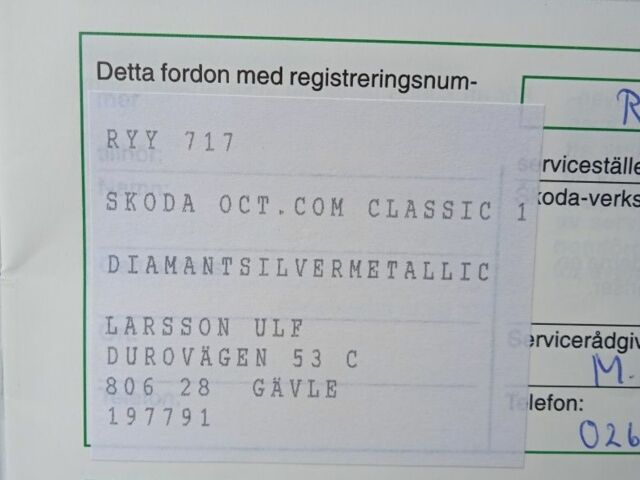 Detta fordon med registreringsnum-
RYY 717
SKODA OCT.COM CLASSIC 1
DIAMANTSILVERMETALLIC
LARSSON ULF
DUROVÄGEN 53 C
806 28 GÄVLE
197791
R
serviceställe
koda-verks
Servicerådgiv
M.
Telefon:
026